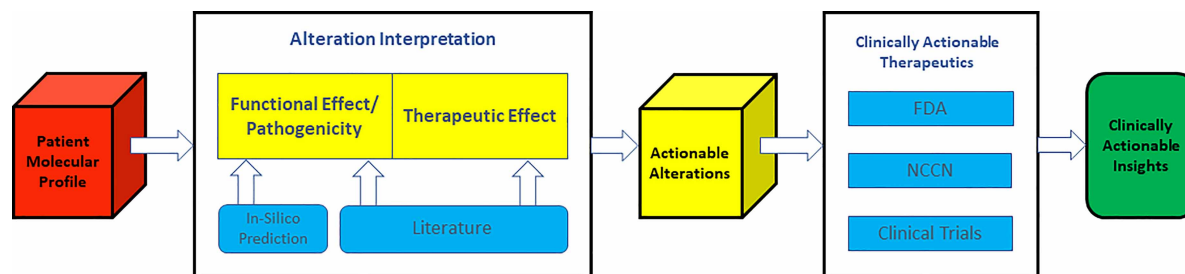 Patient
Molecular
Profile
Alteration Interpretation
Functional Effect/
Pathogenicity
Therapeutic Effect
In-Silico
Prediction
Literature
Actionable
Alterations
Clinically Actionable
Therapeutics
FDA
NCCN
Clinical Trials
Clinically
Actionable
Insights